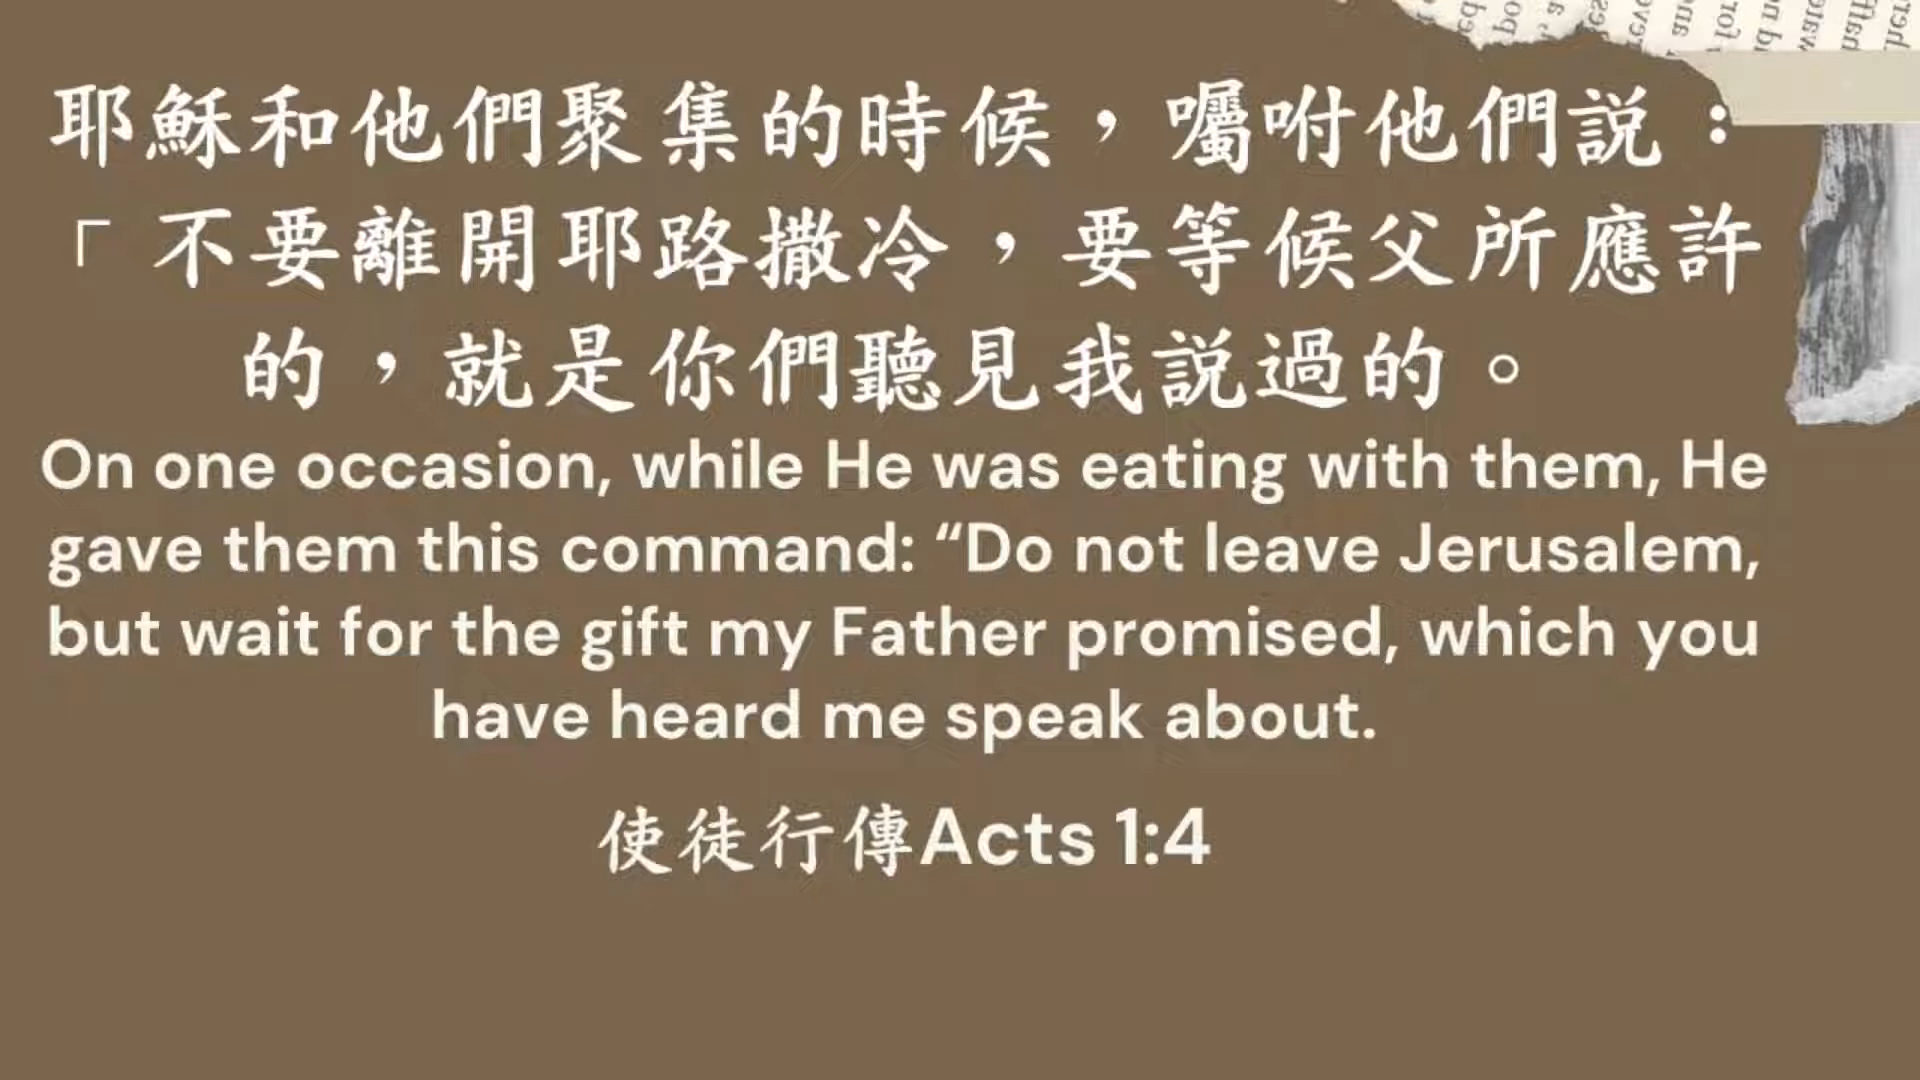 耶穌和他們聚集的時候，囑咐他們説：
「不要離開耶路撒冷，要等候父所應許
的，就是你們聽見我説過的。
On one occasion, while He was eating with them, He
gave them this command: “Do not leave Jerusalem,
but wait for the gift my Father promised, which you
have heard me speak about.
使徒行傳Acts 1:4